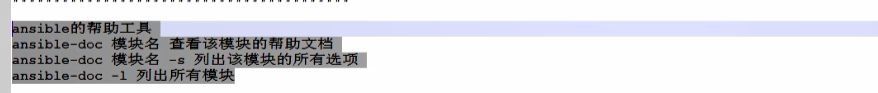 ansible的帮助工具
ansible-doc 模块名 查看该模块的帮助文档
ansible-doc 模块名 -s 列出该模块的所有选项
ansible-doc -l 列出所有模块